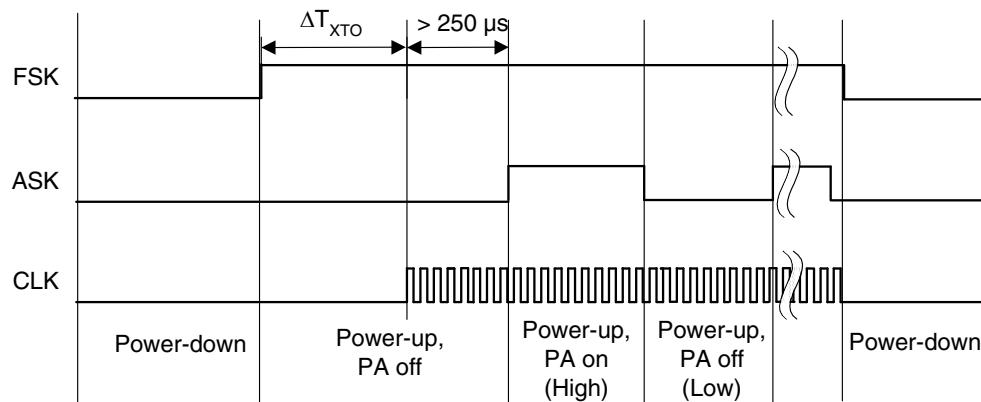 ΔT_XTO
> 250 µs
FSK
ASK
CLK
Power-down
Power-up,
PA off
Power-up,
PA on
(High)
Power-up,
PA off
(Low)
Power-down